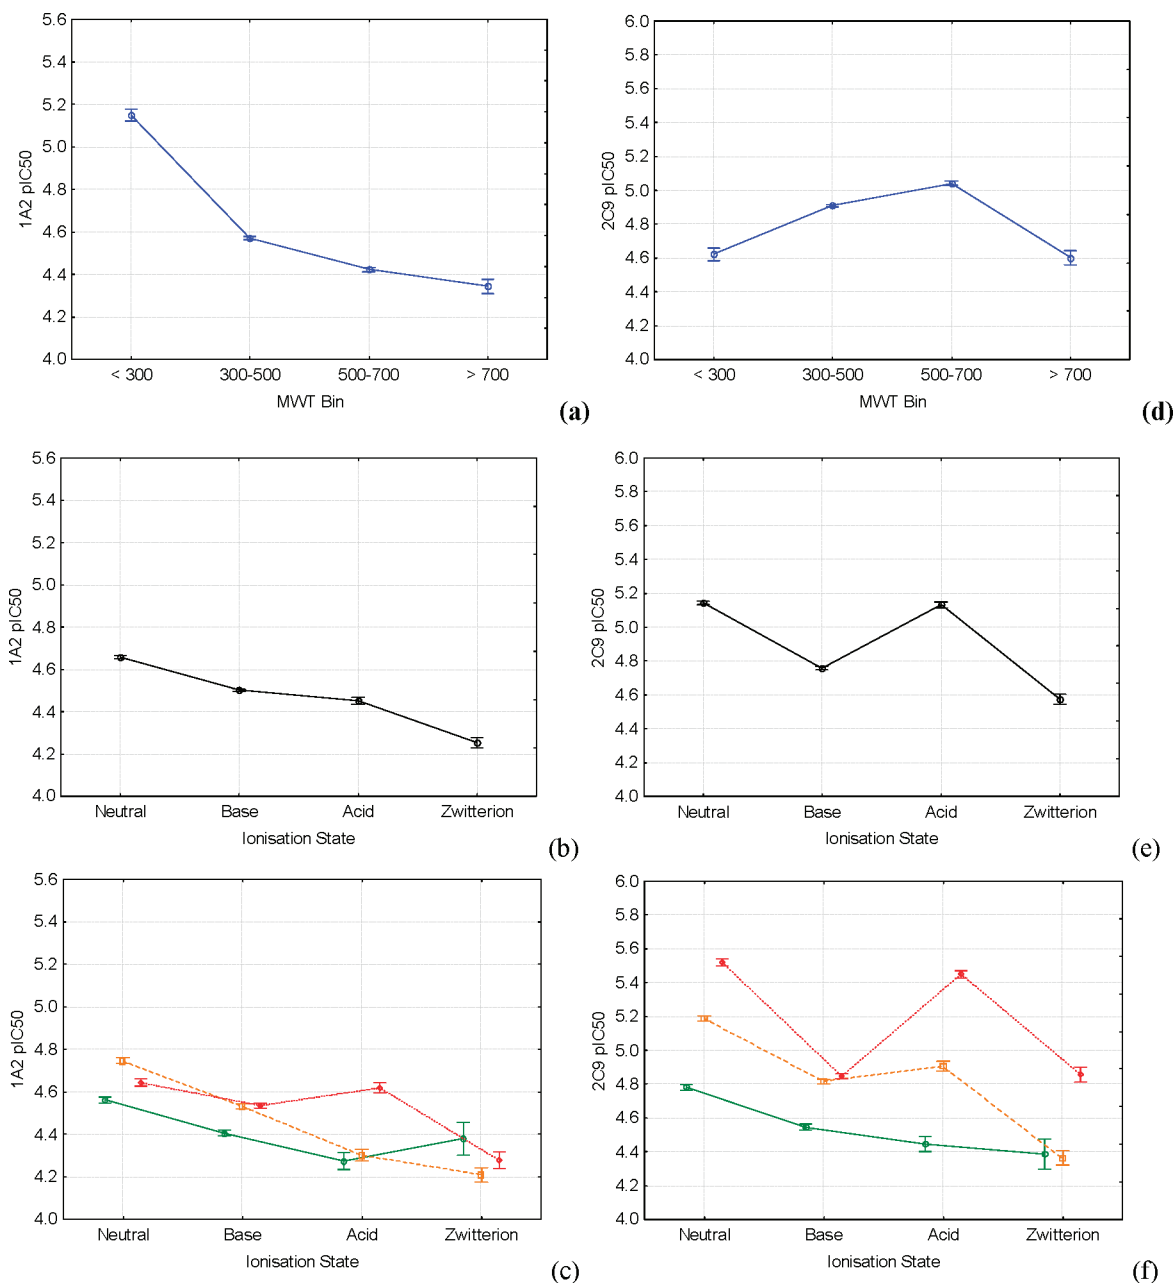 5.6
5.4
5.2
5.0
4.8
4.6
4.4
4.2
4.0
1A2 pIC50
< 300 300-500 500-700 > 700
MWT Bin
(a)
6.0
5.8
5.6
5.4
5.2
5.0
4.8
4.6
4.4
4.2
4.0
2C9 pIC50
< 300 300-500 500-700 > 700
MWT Bin
(d)
5.6
5.4
5.2
5.0
4.8
4.6
4.4
4.2
4.0
1A2 pIC50
Neutral Base Acid Zwitterion
Ionisation State
(b)
6.0
5.8
5.6
5.4
5.2
5.0
4.8
4.6
4.4
4.2
4.0
2C9 pIC50
Neutral Base Acid Zwitterion
Ionisation State
(e)
5.6
5.4
5.2
5.0
4.8
4.6
4.4
4.2
4.0
1A2 pIC50
Neutral Base Acid Zwitterion
Ionisation State
(c)
6.0
5.8
5.6
5.4
5.2
5.0
4.8
4.6
4.4
4.2
4.0
2C9 pIC50
Neutral Base Acid Zwitterion
Ionisation State
(f)